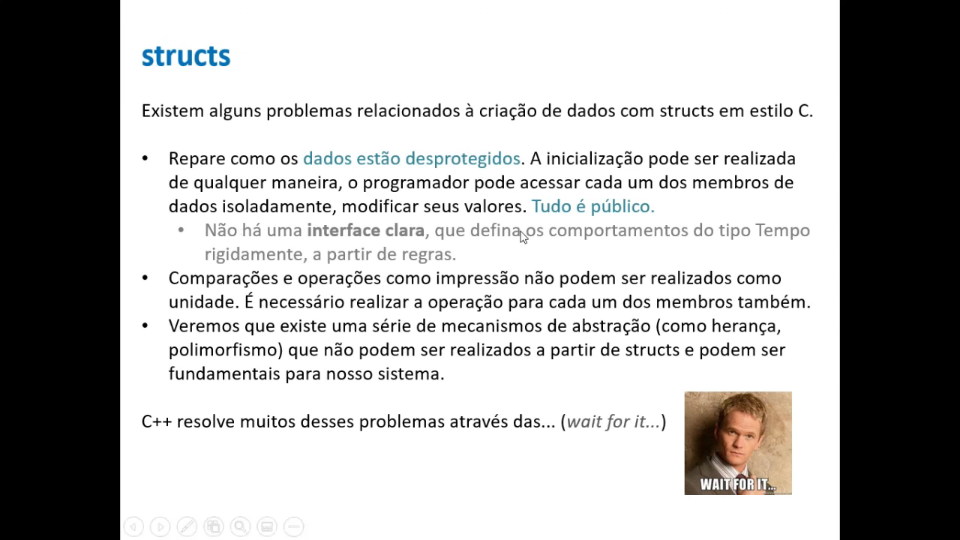 structs
Existem alguns problemas relacionados à criação de dados com structs em estilo C.
• Repare como os dados estão desprotegidos. A inicialização pode ser realizada
de qualquer maneira, o programador pode acessar cada um dos membros de
dados isoladamente, modificar seus valores. Tudo é público.
• Não há uma interface clara, que defina os comportamentos do tipo Tempo
rigidamente, a partir de regras.
• Comparações e operações como impressão não podem ser realizados como
unidade. É necessário realizar a operação para cada um dos membros também.
• Veremos que existe uma série de mecanismos de abstração (como herança,
polimorfismo) que não podem ser realizados a partir de structs e podem ser
fundamentais para nosso sistema.
C++ resolve muitos desses problemas através das... (wait for it...)
WAIT FOR IT...